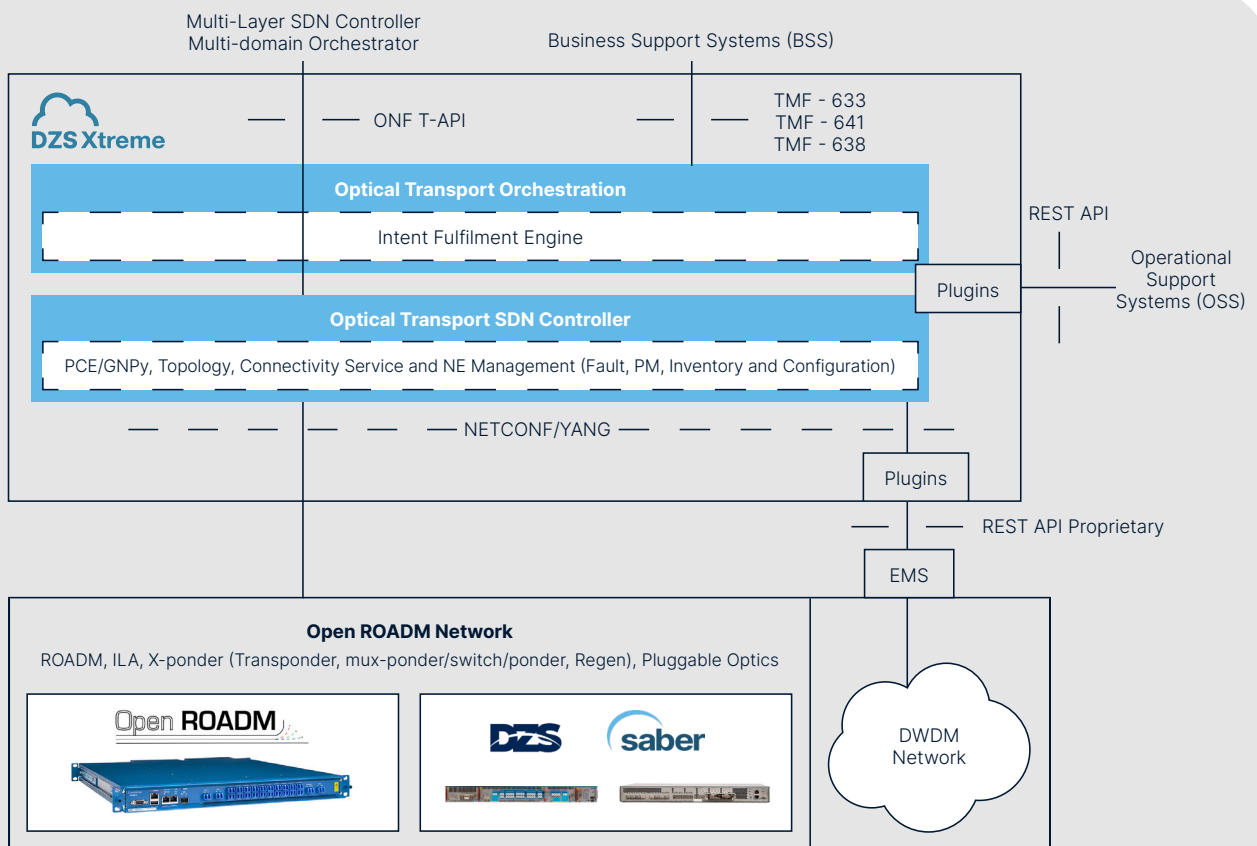 Multi-Layer SDN Controller
Multi-domain Orchestrator
Business Support Systems (BSS)
DZS Xtreme
ONF T-API
TMF - 633
TMF - 641
TMF - 638
Optical Transport Orchestration
Intent Fulfilment Engine
REST API
Plugins
Operational
Support
Systems (OSS)
Optical Transport SDN Controller
PCE/GNPy, Topology, Connectivity Service and NE Management (Fault, PM, Inventory and Configuration)
NETCONF/YANG
Plugins
REST API Proprietary
EMS
Open ROADM Network
ROADM, ILA, X-ponder (Transponder, mux-ponder/switch/ponder, Regen), Pluggable Optics
Open ROADM
DZS
saber
DWDM
Network